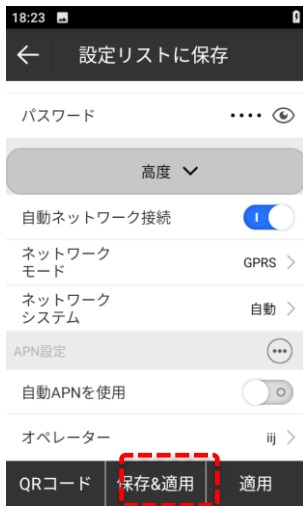 18:23
設定リストに保存
パスワード
••••
高度
自動ネットワーク接続
ネットワーク
モード
GPRS
ネットワーク
システム
自動
APN設定
自動APNを使用
オペレーター
iij
QRコード
保存&適用
適用